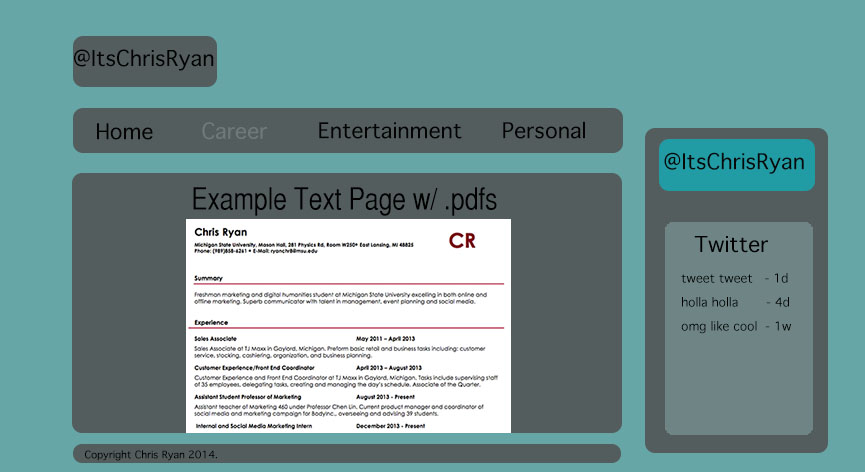 @ItsChrisRyan
Home Career Entertainment Personal
Example Text Page w/ .pdfs
Chris Ryan
CR
Michigan State University, Mason Hall, 281 Physics Rd, Room W250• East Lansing, MI 48825
Phone: (989)858-6261 • E-Mail: ryanchr8@msu.edu
Summary
Freshman marketing and digital humanities student at Michigan State University excelling in both online and
offline marketing. Superb communicator with talent in management, event planning and social media.
Experience
Sales Associate May 2011 – April 2013
Sales Associate at TJ Maxx in Gaylord, Michigan. Preform basic retail and business tasks including: customer
service, stocking, cashiering, organization, and business planning.
Customer Experience/Front End Coordinator April 2013 – August 2013
Customer Experience and Front End Coordinator at TJ Maxx in Gaylord, Michigan. Tasks include supervising staff
of 35 employees, delegating tasks, creating and managing the day's schedule. Associate of the Quarter.
Assistant Student Professor of Marketing August 2013 - Present
Assistant teacher of Marketing 460 under Professor Chen Lin. Current product manager and coordinator of
social media and marketing campaign for Bodyinc., overseeing and advising 39 students.
Internal and Social Media Marketing Intern December 2013 - Present
Copyright Chris Ryan 2014.
@ItsChrisRyan
Twitter
tweet tweet - 1d
holla holla - 4d
omg like cool - 1w